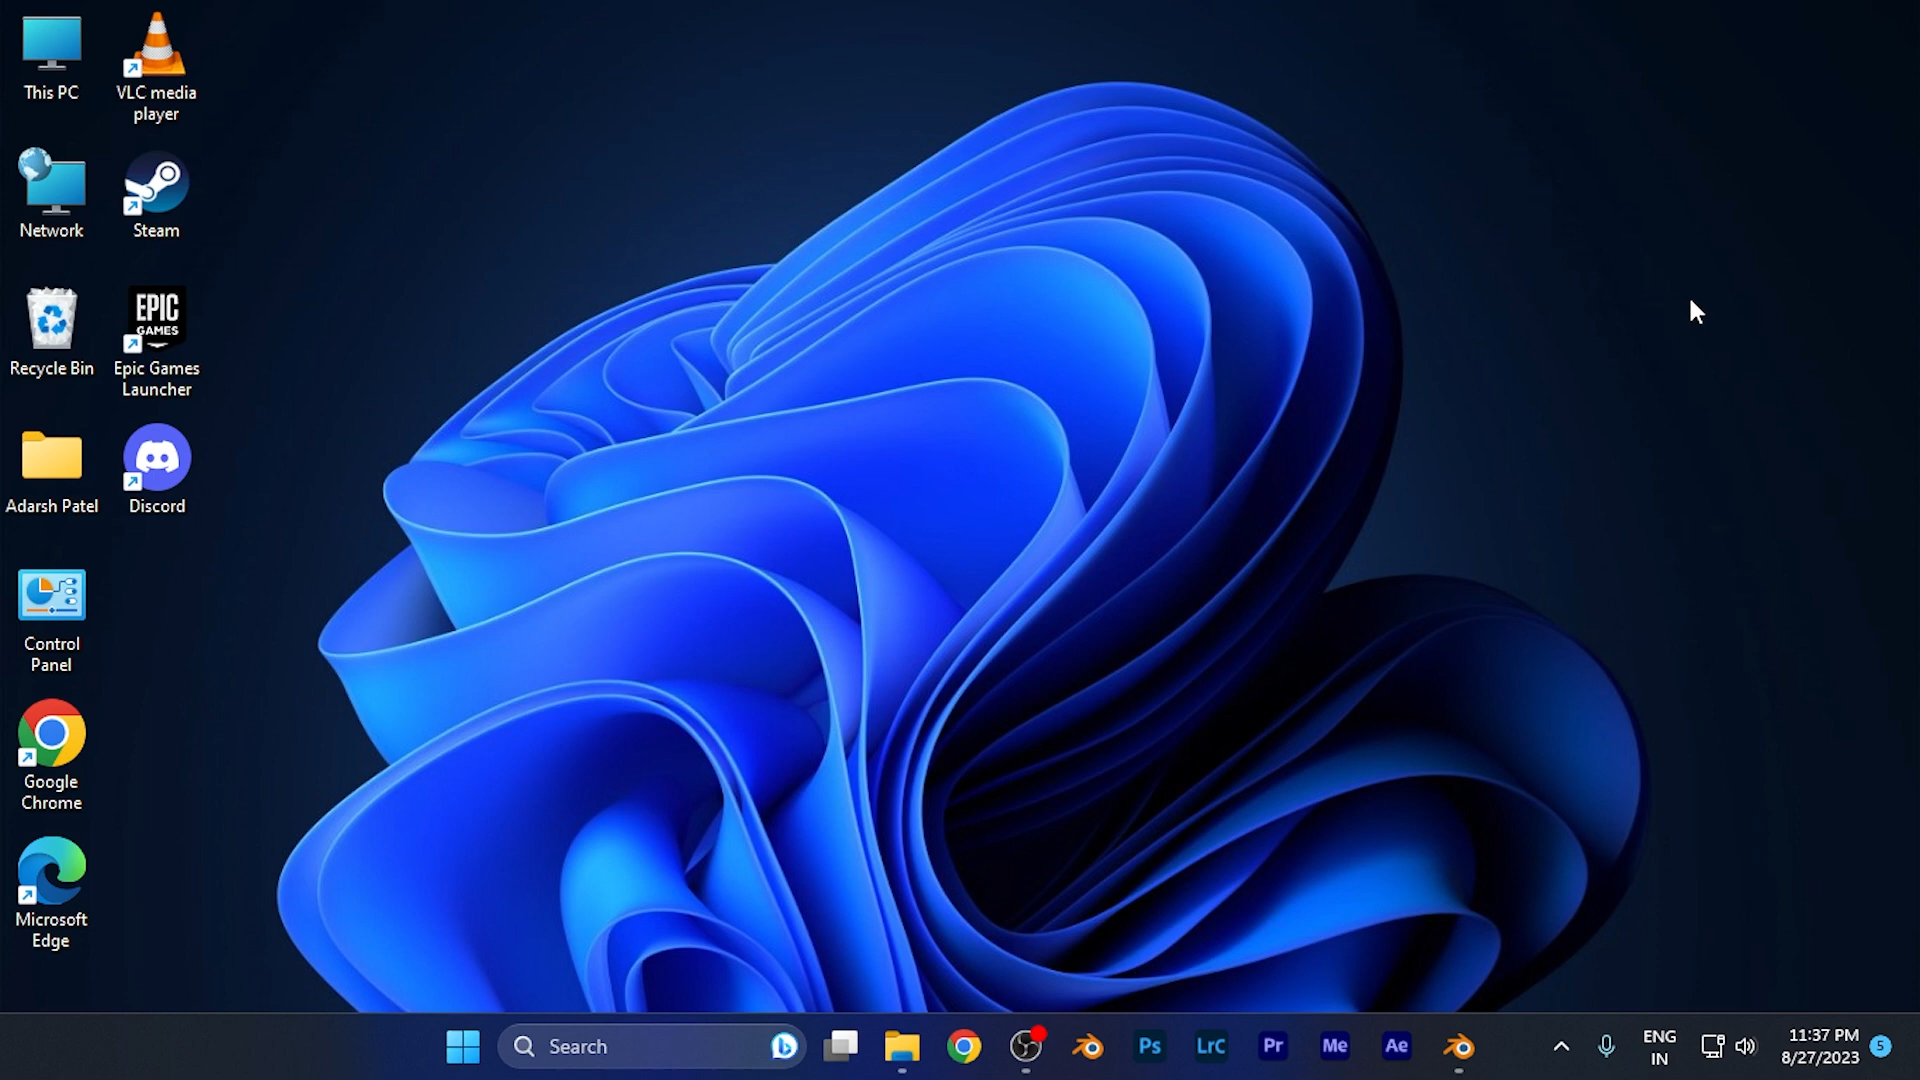 This PC
VLC media
player
Network
Steam
Recycle Bin
EPIC
GAMES
Epic Games
Launcher
Adarsh Patel
Discord
Control
Panel
Google
Chrome
Microsoft
Edge
Search
Ps
LrC
Pr
Me
Ae
ENG
IN
11:37 PM
8/27/2023
5